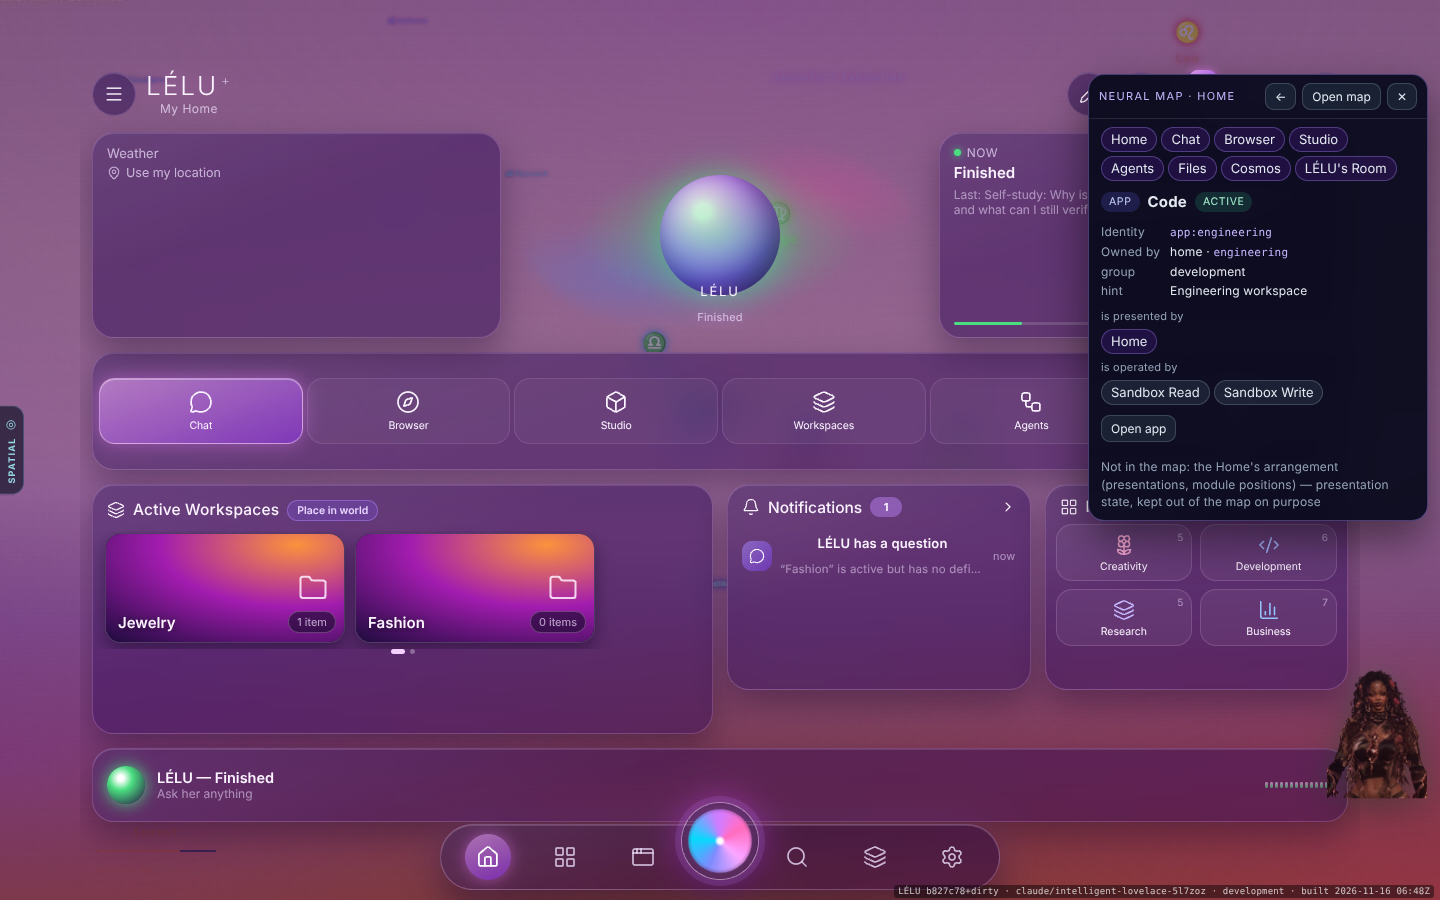 LÉLU +
My Home
Weather
Use my location
LÉLU
Finished
NOW
Finished
Last: Self-study: Why is
and what can I still verif
NEURAL MAP · HOME
← Open map ×
Home Chat Browser Studio
Agents Files Cosmos LÉLU's Room
APP Code ACTIVE
Identity app:engineering
Owned by home · engineering
group development
hint Engineering workspace
is presented by
Home
is operated by
Sandbox Read Sandbox Write
Open app
Not in the map: the Home's arrangement
(presentations, module positions) — presentation
state, kept out of the map on purpose
SPATIAL
Chat Browser Studio Workspaces Agents
Active Workspaces Place in world
Jewelry 1 item
Fashion 0 items
Notifications 1
LÉLU has a question
now
“Fashion” is active but has no defi...
Creativity 5
Development 6
Research 5
Business 7
LÉLU — Finished
Ask her anything
LÉLU b827c78+dirty · claude/intelligent-lovelace-5l7zoz · development · built 2026-11-16 06:48Z